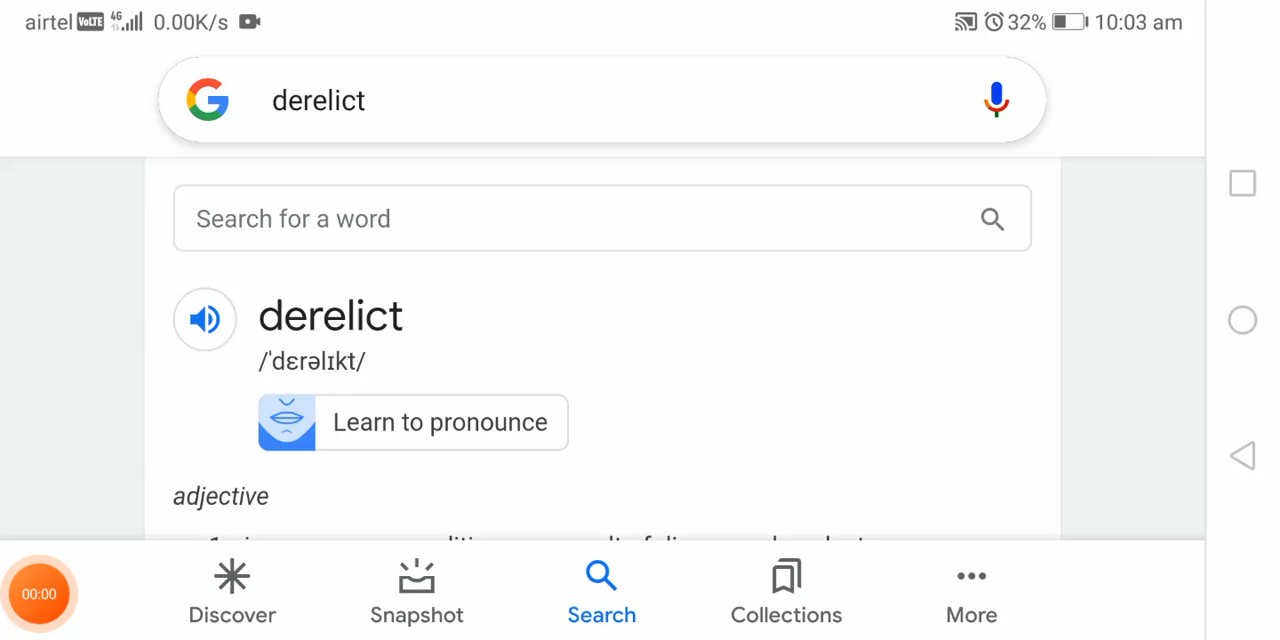 airtel VoLTE 4G 0.00K/s 32% 10:03 am
derelict
Search for a word
derelict
/ˈdɛrəlɪkt/
Learn to pronounce
adjective
00:00 Discover Snapshot Search Collections More